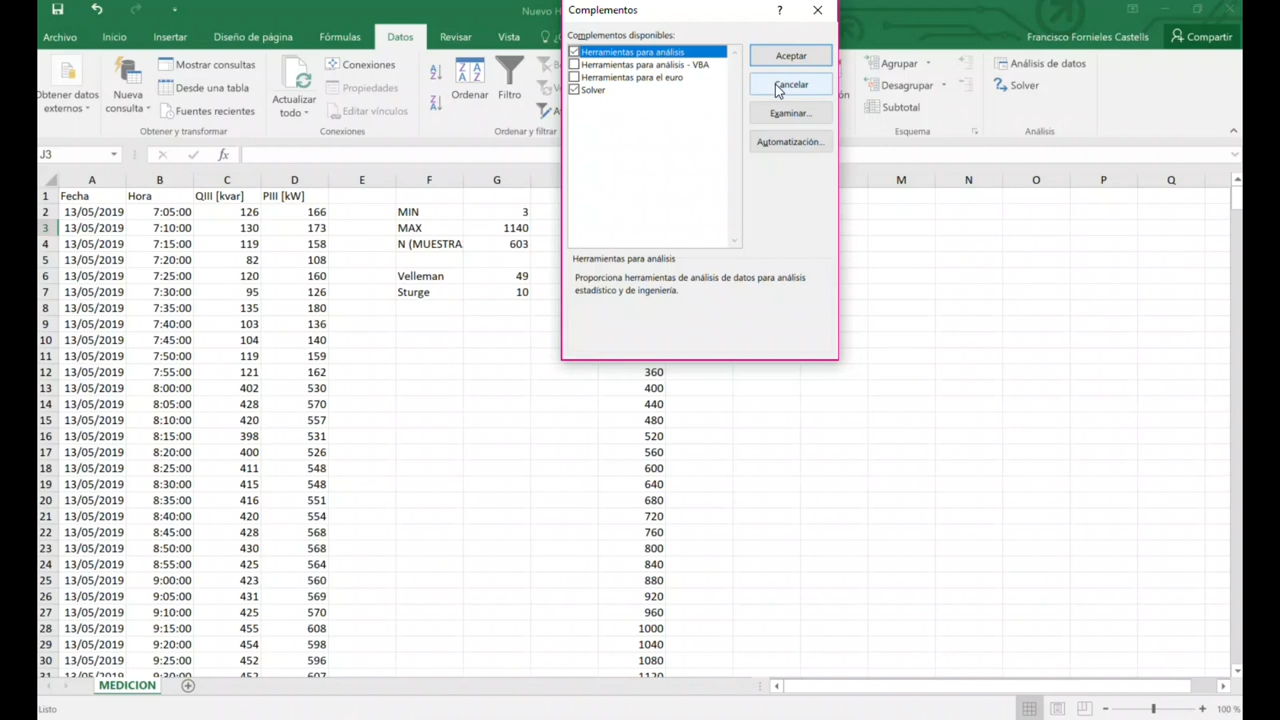 Nuevo H
Complementos ?
Archivo Inicio Insertar Diseño de página Fórmulas Datos Revisar Vista Francisco Fornieles Castells Compartir
Complementos disponibles:
Herramientas para análisis
Herramientas para análisis - VBA
Herramientas para el euro
Solver
Aceptar
Cancelar
Examinar...
Automatización...
Herramientas para análisis
Proporciona herramientas de análisis de datos para análisis
estadístico y de ingeniería.
Obtener datos
externos
Nueva
consulta
Mostrar consultas
Desde una tabla
Fuentes recientes
Obtener y transformar
Actualizar
todo
Conexiones
Propiedades
Editar vínculos
Conexiones
Ordenar
Filtro
Ordenar y filtrar
Agrupar
Desagrupar
Subtotal
Esquema
Análisis de datos
Solver
Análisis
J3 fx
A B C D E F G M N O P Q
1 Fecha Hora QIII [kvar] PIII [kW]
2 13/05/2019 7:05:00 126 166 MIN 3
3 13/05/2019 7:10:00 130 173 MAX 1140
4 13/05/2019 7:15:00 119 158 N (MUESTRA 603
5 13/05/2019 7:20:00 82 108
6 13/05/2019 7:25:00 120 160 Velleman 49
7 13/05/2019 7:30:00 95 126 Sturge 10
8 13/05/2019 7:35:00 135 180
9 13/05/2019 7:40:00 103 136
10 13/05/2019 7:45:00 104 140
11 13/05/2019 7:50:00 119 159
12 13/05/2019 7:55:00 121 162 360
13 13/05/2019 8:00:00 402 530 400
14 13/05/2019 8:05:00 428 570 440
15 13/05/2019 8:10:00 420 557 480
16 13/05/2019 8:15:00 398 531 520
17 13/05/2019 8:20:00 400 526 560
18 13/05/2019 8:25:00 411 548 600
19 13/05/2019 8:30:00 415 548 640
20 13/05/2019 8:35:00 416 551 680
21 13/05/2019 8:40:00 420 554 720
22 13/05/2019 8:45:00 428 568 760
23 13/05/2019 8:50:00 430 568 800
24 13/05/2019 8:55:00 425 564 840
25 13/05/2019 9:00:00 423 560 880
26 13/05/2019 9:05:00 431 569 920
27 13/05/2019 9:10:00 425 570 960
28 13/05/2019 9:15:00 455 608 1000
29 13/05/2019 9:20:00 454 598 1040
30 13/05/2019 9:25:00 452 596 1080
31 13/05/2019 9:30:00 452 607 1120
MEDICION
Listo 100 %